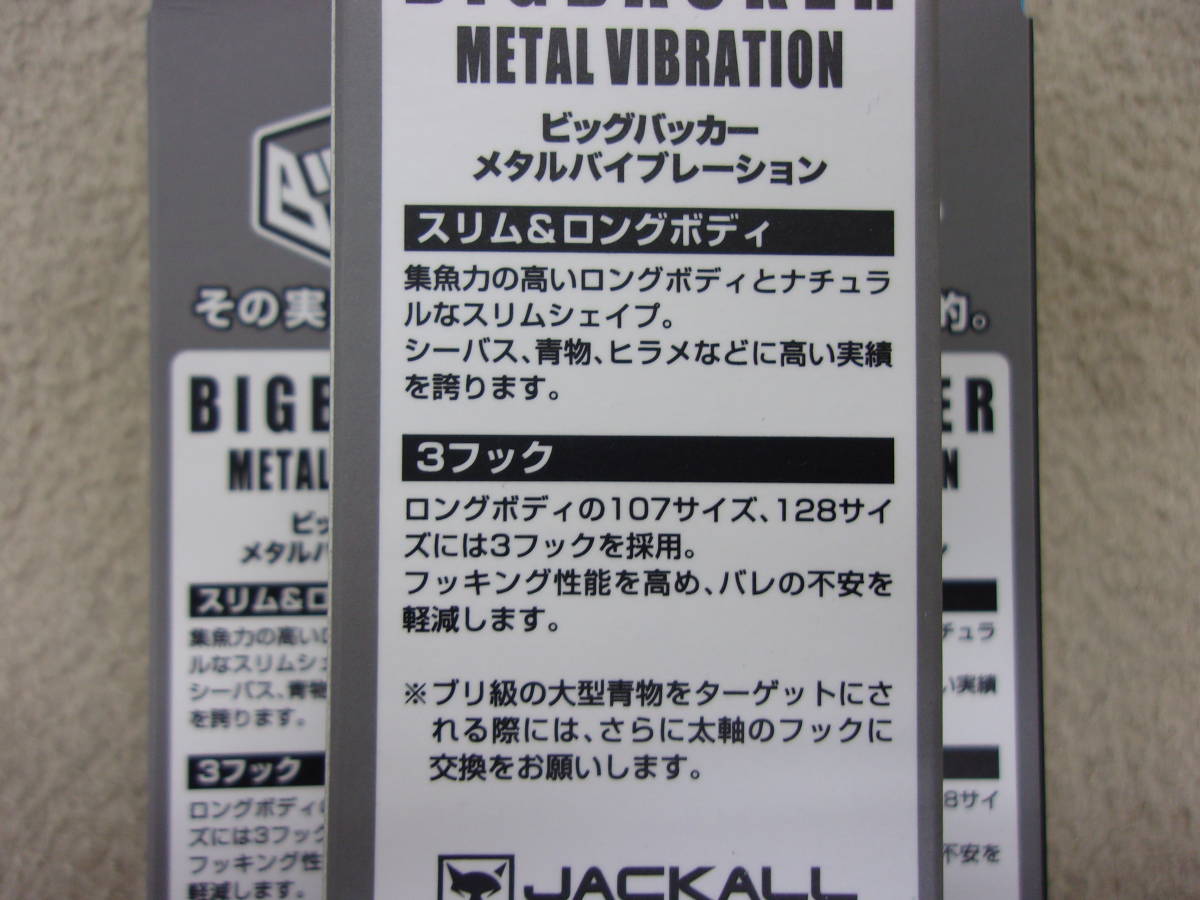 METAL VIBRATION
ビッグバッカー
メタルバイブレーション
スリム&ロングボディ
集魚力の高いロングボディとナチュラ
ルなスリムシェイプ。
シーバス、青物、ヒラメなどに高い実績
を誇ります。
3フック
ロングボディの107サイズ、128サイ
ズには3フックを採用。
フッキング性能を高め、バレの不安を
軽減します。
※ブリ級の大型青物をターゲットにさ
れる際には、さらに太軸のフックに
交換をお願いします。
JACKALL
その実
METAL
メタルバ
スリム&ロ
集魚力の高い
ルなスリムシェ
シーバス、青物
を誇ります。
3フック
ロングボディ
ズには3フック
フッキング性
軽減します。
的。
ER
N
チュラ
い実績
8サイ
不安を